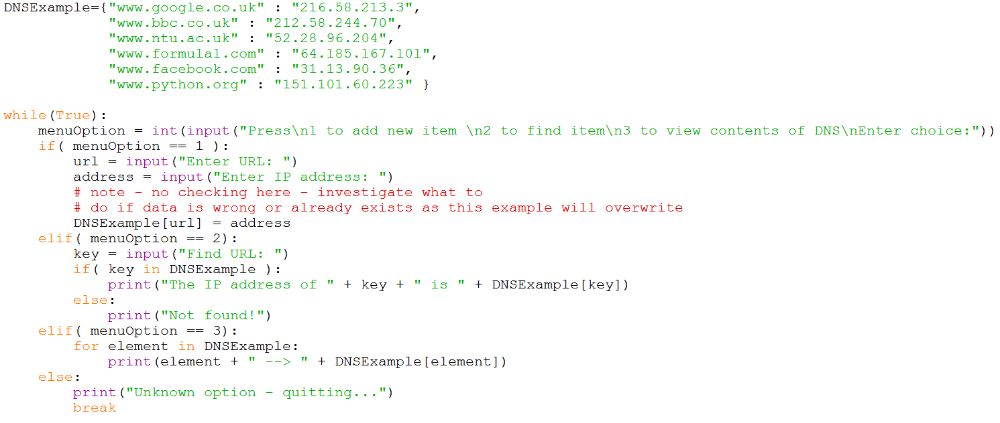 DNSExample={"www.google.co.uk" : "216.58.213.3",
            "www.bbc.co.uk" : "212.58.244.70",
            "www.ntu.ac.uk" : "52.28.96.204",
            "www.formula1.com" : "64.185.167.101",
            "www.facebook.com" : "31.13.90.36",
            "www.python.org" : "151.101.60.223" }

while(True):
    menuOption = int(input("Press\n1 to add new item \n2 to find item\n3 to view contents of DNS\nEnter choice:"))
    if( menuOption == 1 ):
        url = input("Enter URL: ")
        address = input("Enter IP address: ")
        # note - no checking here - investigate what to
        # do if data is wrong or already exists as this example will overwrite
        DNSExample[url] = address
    elif( menuOption == 2):
        key = input("Find URL: ")
        if( key in DNSExample ):
            print("The IP address of " + key + " is " + DNSExample[key])
        else:
            print("Not found!")
    elif( menuOption == 3):
        for element in DNSExample:
            print(element + " --> " + DNSExample[element])
    else:
        print("Unknown option - quitting...")
        break